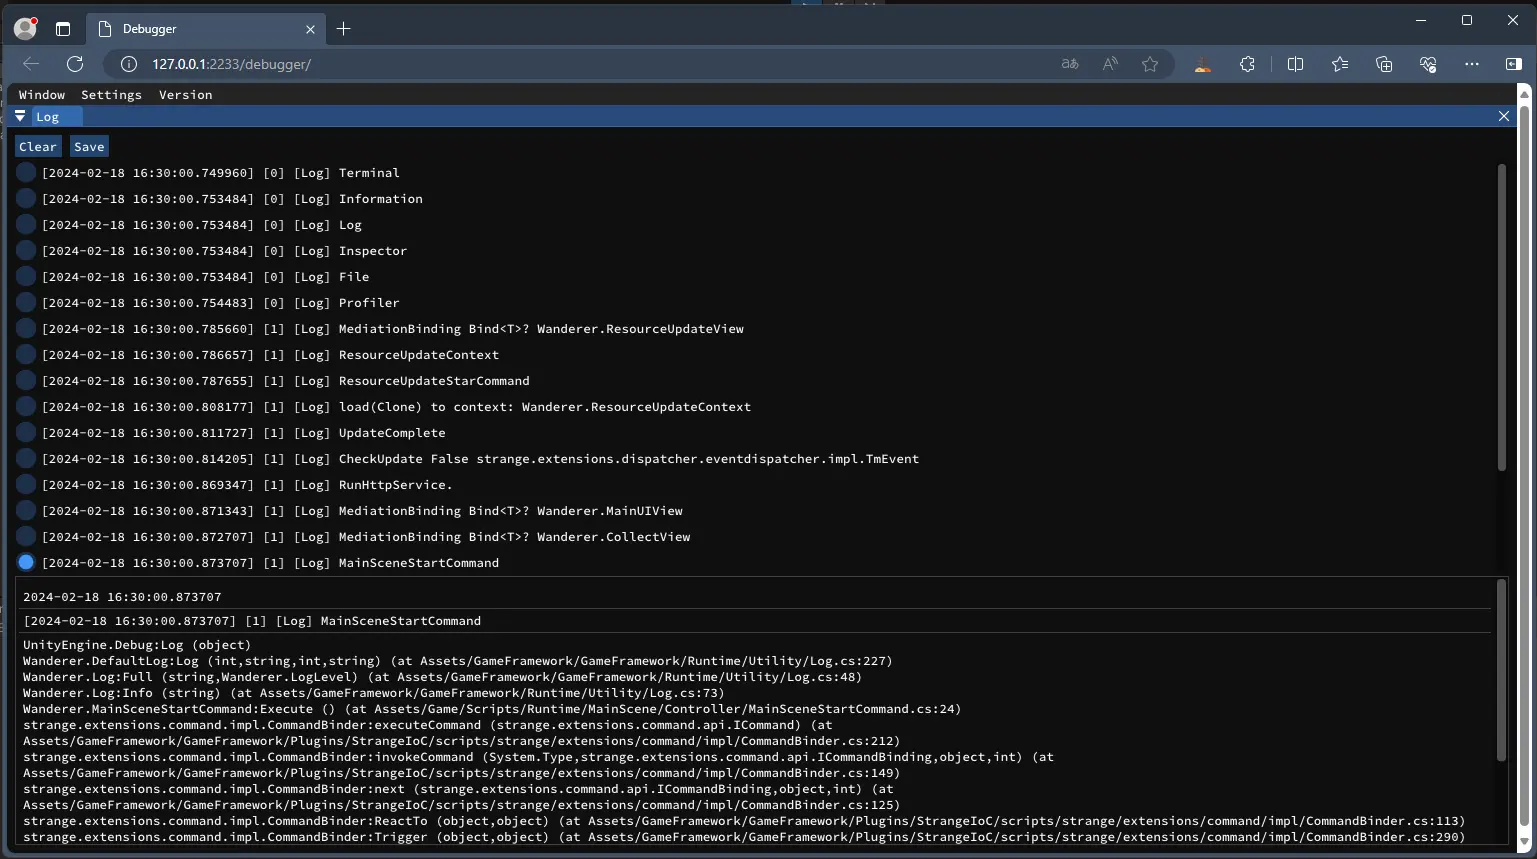 Debugger
127.0.0.1:2233/debugger/
Window Settings Version
Log
Clear Save
[2024-02-18 16:30:00.749960] [0] [Log] Terminal
[2024-02-18 16:30:00.753484] [0] [Log] Information
[2024-02-18 16:30:00.753484] [0] [Log] Log
[2024-02-18 16:30:00.753484] [0] [Log] Inspector
[2024-02-18 16:30:00.753484] [0] [Log] File
[2024-02-18 16:30:00.754483] [0] [Log] Profiler
[2024-02-18 16:30:00.785660] [1] [Log] MediationBinding Bind<T>? Wanderer.ResourceUpdateView
[2024-02-18 16:30:00.786657] [1] [Log] ResourceUpdateContext
[2024-02-18 16:30:00.787655] [1] [Log] ResourceUpdateStarCommand
[2024-02-18 16:30:00.808177] [1] [Log] load(Clone) to context: Wanderer.ResourceUpdateContext
[2024-02-18 16:30:00.811727] [1] [Log] UpdateComplete
[2024-02-18 16:30:00.814205] [1] [Log] CheckUpdate False strange.extensions.dispatcher.eventdispatcher.impl.TmEvent
[2024-02-18 16:30:00.869347] [1] [Log] RunHttpService.
[2024-02-18 16:30:00.871343] [1] [Log] MediationBinding Bind<T>? Wanderer.MainUIView
[2024-02-18 16:30:00.872707] [1] [Log] MediationBinding Bind<T>? Wanderer.CollectView
[2024-02-18 16:30:00.873707] [1] [Log] MainSceneStartCommand
2024-02-18 16:30:00.873707
[2024-02-18 16:30:00.873707] [1] [Log] MainSceneStartCommand
UnityEngine.Debug:Log (object)
Wanderer.DefaultLog:Log (int,string,int,string) (at Assets/GameFramework/GameFramework/Runtime/Utility/Log.cs:227)
Wanderer.Log:Full (string,Wanderer.LogLevel) (at Assets/GameFramework/GameFramework/Runtime/Utility/Log.cs:48)
Wanderer.Log:Info (string) (at Assets/GameFramework/GameFramework/Runtime/Utility/Log.cs:73)
Wanderer.MainSceneStartCommand:Execute () (at Assets/Game/Scripts/Runtime/MainScene/Controller/MainSceneStartCommand.cs:24)
strange.extensions.command.impl.CommandBinder:executeCommand (strange.extensions.command.api.ICommand) (at
Assets/GameFramework/GameFramework/Plugins/StrangeIoC/scripts/strange/extensions/command/impl/CommandBinder.cs:212)
strange.extensions.command.impl.CommandBinder:invokeCommand (System.Type,strange.extensions.command.api.ICommandBinding,object,int) (at
Assets/GameFramework/GameFramework/Plugins/StrangeIoC/scripts/strange/extensions/command/impl/CommandBinder.cs:149)
strange.extensions.command.impl.CommandBinder:next (strange.extensions.command.api.ICommandBinding,object,int) (at
Assets/GameFramework/GameFramework/Plugins/StrangeIoC/scripts/strange/extensions/command/impl/CommandBinder.cs:125)
strange.extensions.command.impl.CommandBinder:ReactTo (object,object) (at Assets/GameFramework/GameFramework/Plugins/StrangeIoC/scripts/strange/extensions/command/impl/CommandBinder.cs:113)
strange.extensions.command.impl.CommandBinder:Trigger (object,object) (at Assets/GameFramework/GameFramework/Plugins/StrangeIoC/scripts/strange/extensions/command/impl/CommandBinder.cs:290)